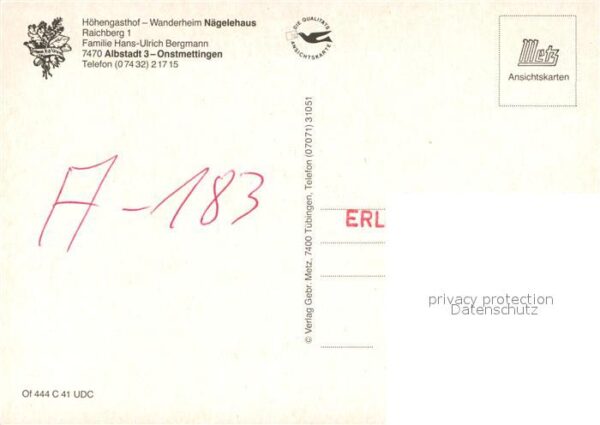 Höhengasthof – Wanderheim Nägelehaus
Raichberg 1
Familie Hans-Ulrich Bergmann
7470 Albstadt 3–Onstmettingen
Telefon (0 74 32) 2 17 15
DIE QUALITÄTS
ANSICHTSKARTE
Metz
Ansichtskarten
A - 183
© Verlag Gebr. Metz, 7400 Tübingen, Telefon (07071) 31051
ERL
privacy protection
Datenschutz
Of 444 C 41 UDC